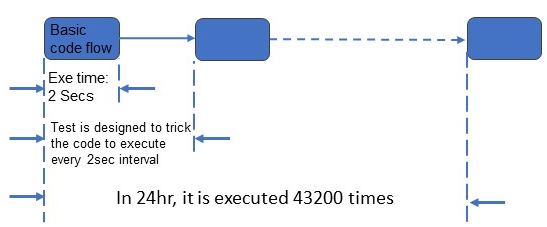 Basic
code flow
Exe time:
2 Secs
Test is designed to trick
the code to execute
every 2sec interval
In 24hr, it is executed 43200 times